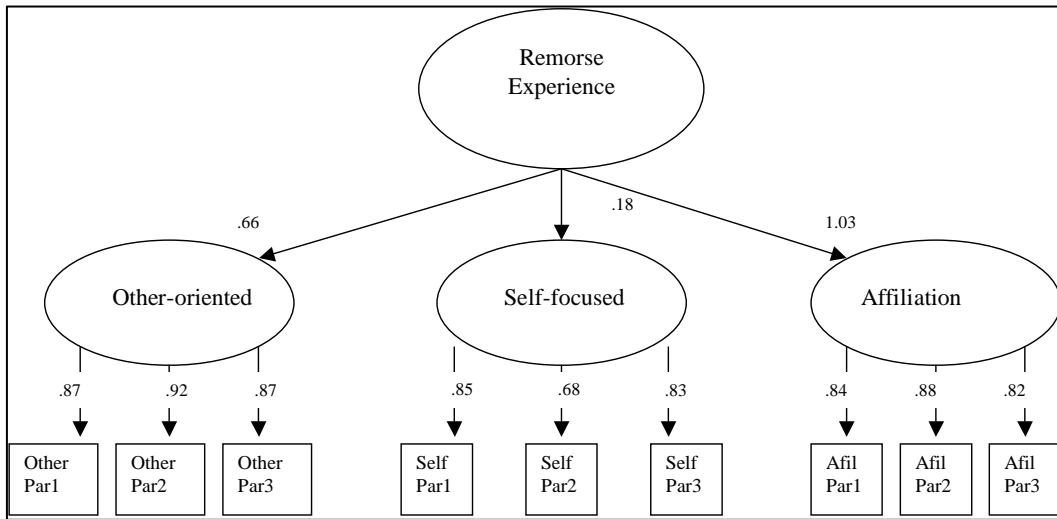 Remorse
Experience
.66
.18
1.03
Other-oriented
Self-focused
Affiliation
.87
.92
.87
.85
.68
.83
.84
.88
.82
Other
Par1
Other
Par2
Other
Par3
Self
Par1
Self
Par2
Self
Par3
Afil
Par1
Afil
Par2
Afil
Par3